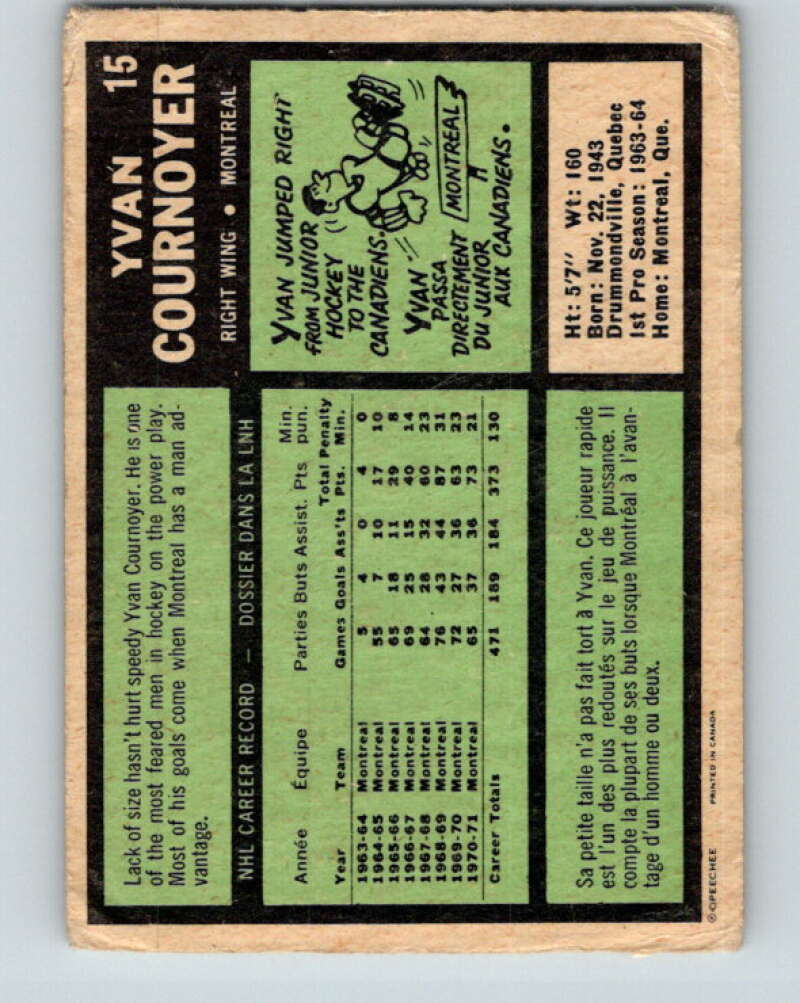 15
YVAN
COURNOYER
RIGHT WING • MONTREAL
Lack of size hasn't hurt speedy Yvan Cournoyer. He is one
of the most feared men in hockey on the power play.
Most of his goals come when Montreal has a man ad-
vantage.
NHL CAREER RECORD — DOSSIER DANS LA LNH
Année Équipe Parties Buts Assist. Pts Min. pun.
Year Team Games Goals Ass'ts Total Pts. Penalty Min.
1963-64 Montreal 5 4 0 4 0
1964-65 Montreal 55 7 10 17 10
1965-66 Montreal 65 18 11 29 8
1966-67 Montreal 69 25 15 40 14
1967-68 Montreal 64 28 32 60 23
1968-69 Montreal 76 43 44 87 31
1969-70 Montreal 72 27 36 63 23
1970-71 Montreal 65 37 36 73 21
Career Totals 471 189 184 373 130
YVAN JUMPED RIGHT
FROM JUNIOR
HOCKEY
TO THE
CANADIENS.
YVAN
PASSA
DIRECTEMENT
DU JUNIOR
AUX CANADIENS.
MONTREAL
H
Sa petite taille n'a pas fait tort à Yvan. Ce joueur rapide
est l'un des plus redoutés sur le jeu de puissance. Il
compte la plupart de ses buts lorsque Montréal à l'avan-
tage d'un homme ou deux.
Ht: 5'7" Wt: 160
Born: Nov. 22, 1943
Drummondville, Quebec
1st Pro Season: 1963-64
Home: Montreal, Que.
©OPEECHEE PRINTED IN CANADA